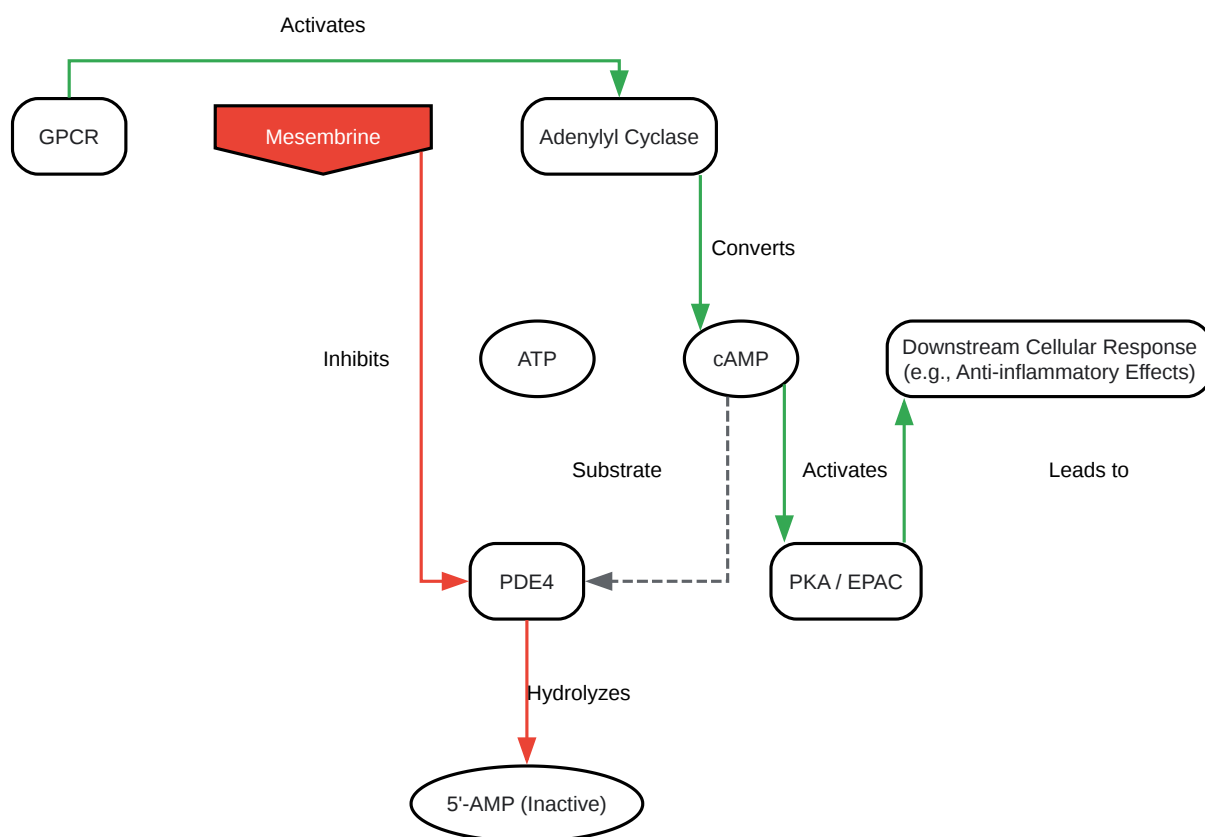 Activates
GPCR
Mesembrine
Adenylyl Cyclase
Converts
Inhibits
ATP
cAMP
Downstream Cellular Response
(e.g., Anti-inflammatory Effects)
Substrate
Activates
Leads to
PDE4
PKA / EPAC
Hydrolyzes
5'-AMP (Inactive)